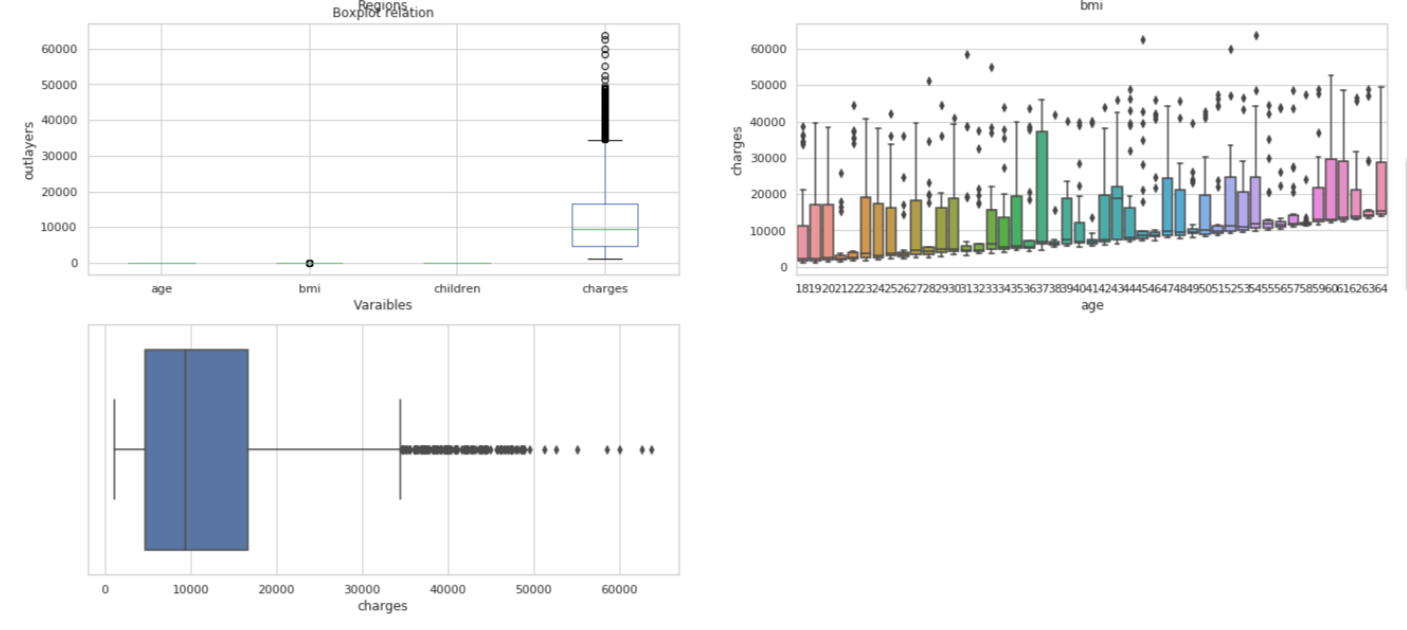 Regions
Boxplot relation
60000
50000
40000
30000
20000
10000
0
outlayers
age bmi children charges
Varaibles
0 10000 20000 30000 40000 50000 60000
charges
bmi
60000
50000
40000
30000
20000
10000
0
charges
1819202122232425262728293031323334353637383940414243444546474849505152535455565758596061626364
age